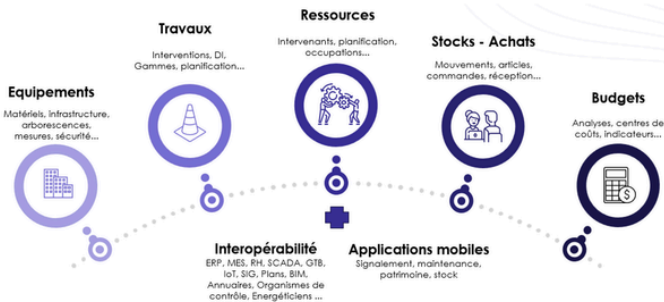 Equipements
Matériels, infrastructure,
arborescences,
mesures, sécurité...
Travaux
Interventions, DI,
Gammes, planification...
Ressources
Intervenants, planification,
occupations...
Stocks - Achats
Mouvements, articles,
commandes, réception...
Budgets
Analyses, centres de
coûts, indicateurs...
$
Interopérabilité
ERP, MES, RH, SCADA, GTB,
IoT, SIG, Plans, BIM,
Annuaires, Organismes de
contrôle, Energéticiens ...
Applications mobiles
Signalement, maintenance,
patrimoine, stock